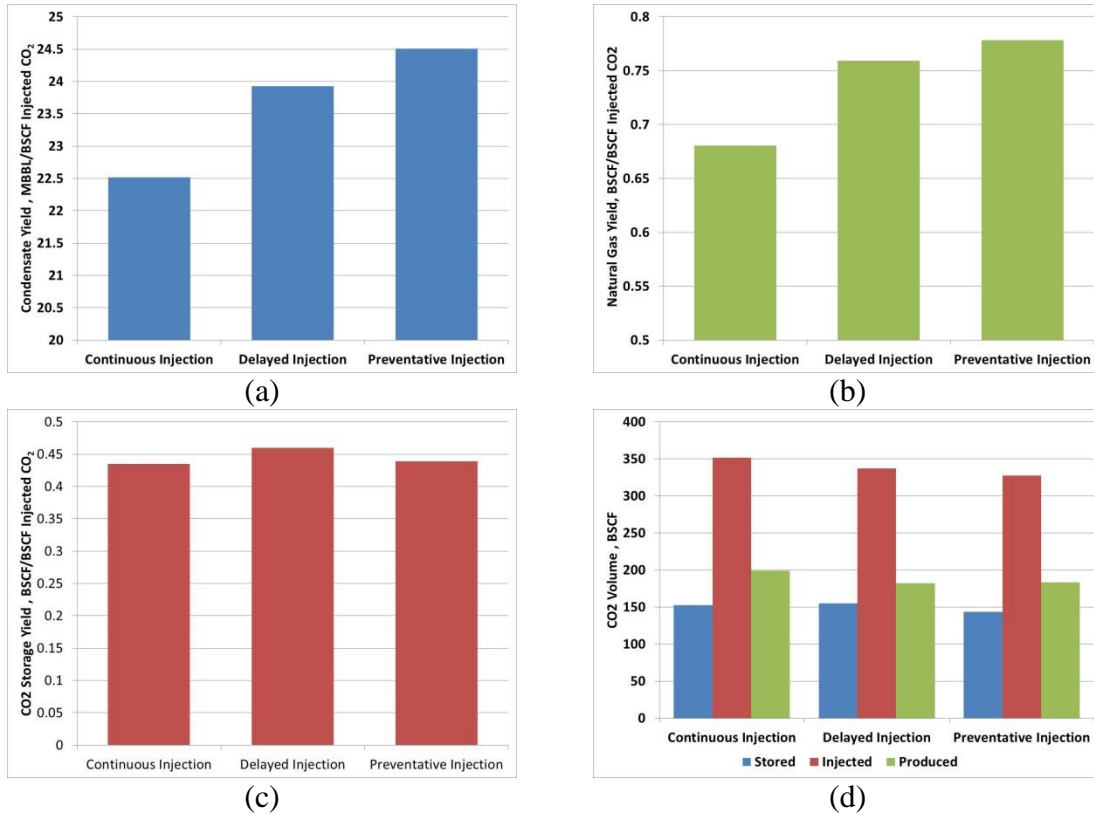 Condensate Yield , MBBL/BSCF Injected CO₂
25
24.5
24
23.5
23
22.5
22
21.5
21
20.5
20
Continuous Injection Delayed Injection Preventative Injection
(a)
Natural Gas Yield, BSCF/BSCF Injected CO2
0.8
0.75
0.7
0.65
0.6
0.55
0.5
Continuous Injection Delayed Injection Preventative Injection
(b)
CO2 Storage Yield , BSCF/BSCF Injected CO₂
0.5
0.45
0.4
0.35
0.3
0.25
0.2
0.15
0.1
0.05
0
Continuous Injection Delayed Injection Preventative Injection
(c)
CO2 Volume , BSCF
400
350
300
250
200
150
100
50
0
Continuous Injection Delayed Injection Preventative Injection
Stored Injected Produced
(d)